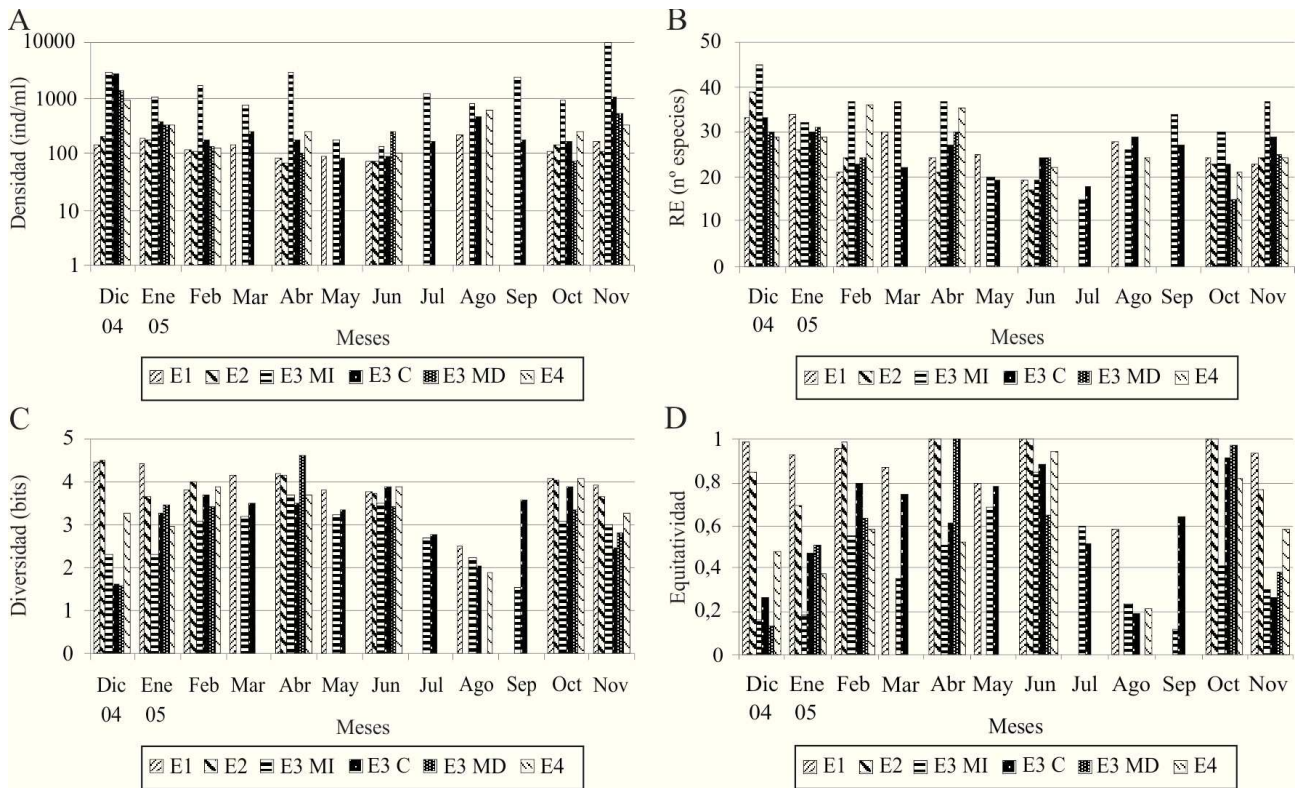 A
Densidad (ind/ml)
10000
1000
100
10
1
Dic Ene Feb Mar Abr May Jun Jul Ago Sep Oct Nov
04 05
Meses
E1 E2 E3 MI E3 C E3 MD E4
B
RE (nº especies)
50
40
30
20
10
0
Dic Ene Feb Mar Abr May Jun Jul Ago Sep Oct Nov
04 05
Meses
E1 E2 E3 MI E3 C E3 MD E4
C
Diversidad (bits)
5
4
3
2
1
0
Dic Ene Feb Mar Abr May Jun Jul Ago Sep Oct Nov
04 05
Meses
E1 E2 E3 MI E3 C E3 MD E4
D
Equitatividad
1
0,8
0,6
0,4
0,2
0
Dic Ene Feb Mar Abr May Jun Jul Ago Sep Oct Nov
04 05
Meses
E1 E2 E3 MI E3 C E3 MD E4